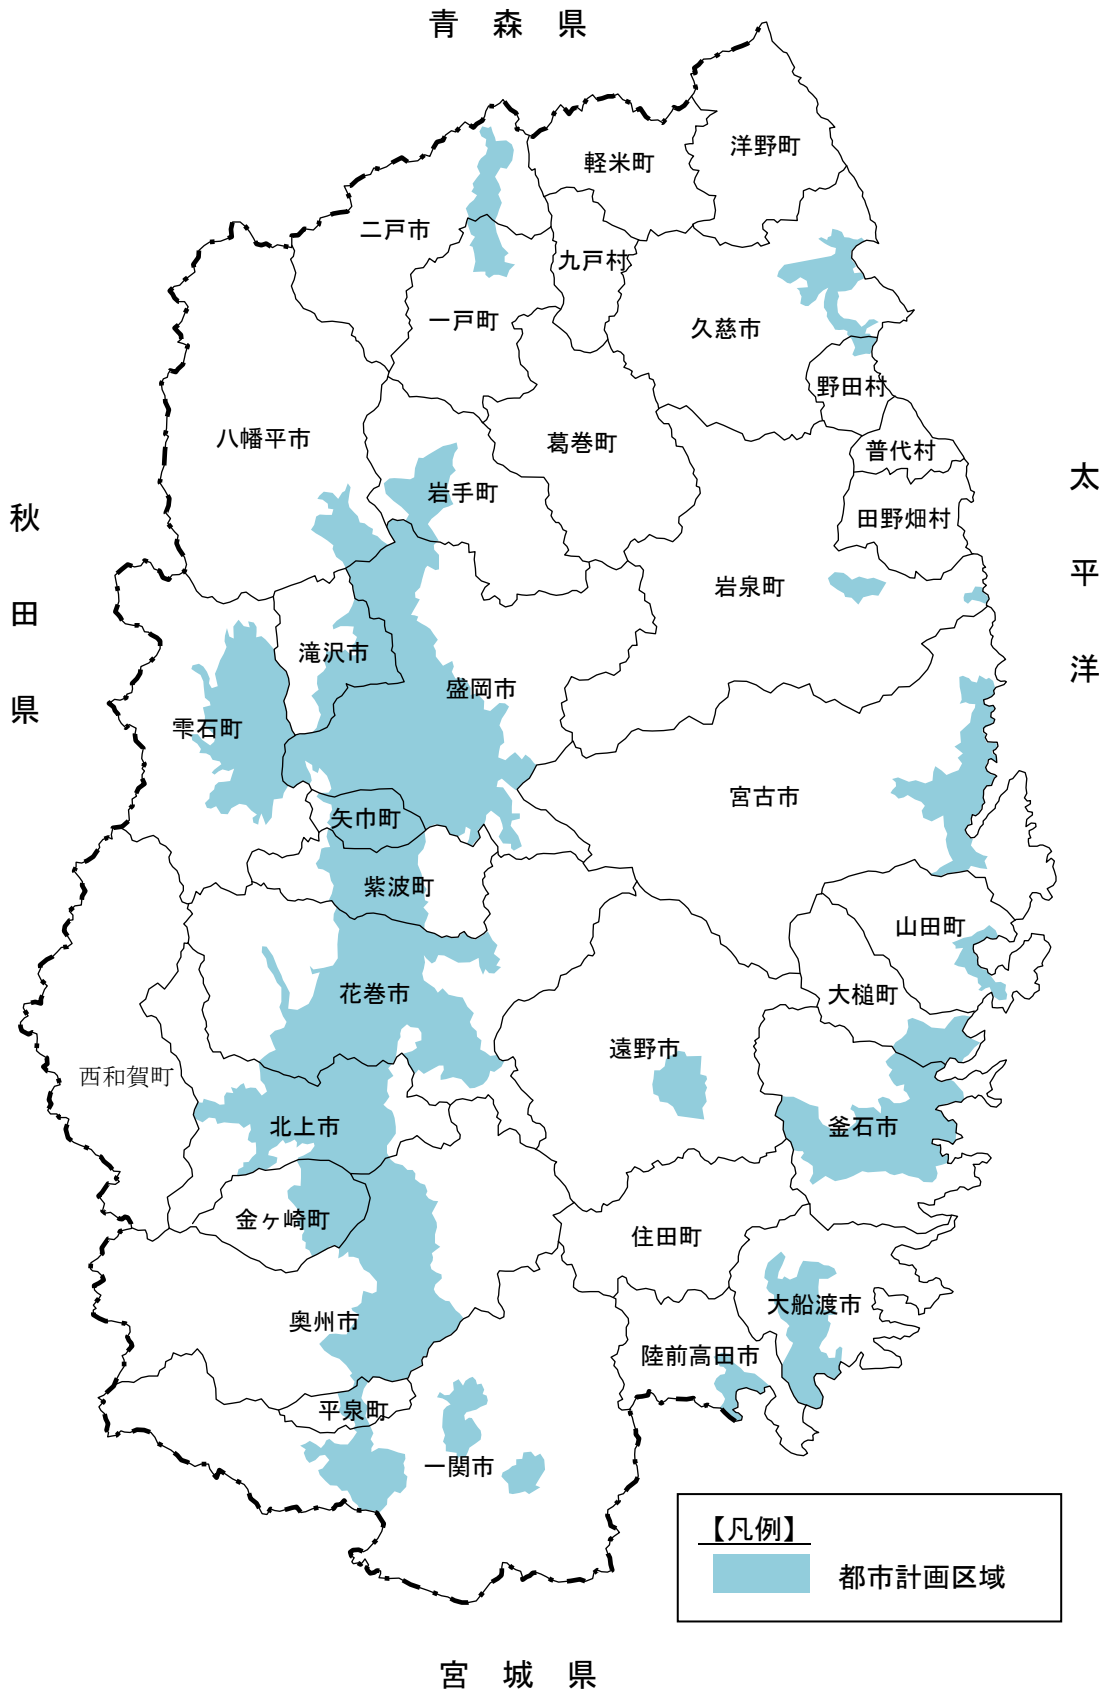 青森県
洋野町
軽米町
二戸市
九戸村
一戸町
久慈市
野田村
八幡平市
葛巻町
普代村
岩手町
田野畑村
秋田県
太平洋
岩泉町
滝沢市
盛岡市
雫石町
宮古市
矢巾町
紫波町
山田町
花巻市
大槌町
遠野市
西和賀町
北上市
釜石市
金ヶ崎町
住田町
大船渡市
奥州市
陸前高田市
平泉町
一関市
【凡例】
都市計画区域
宮城県